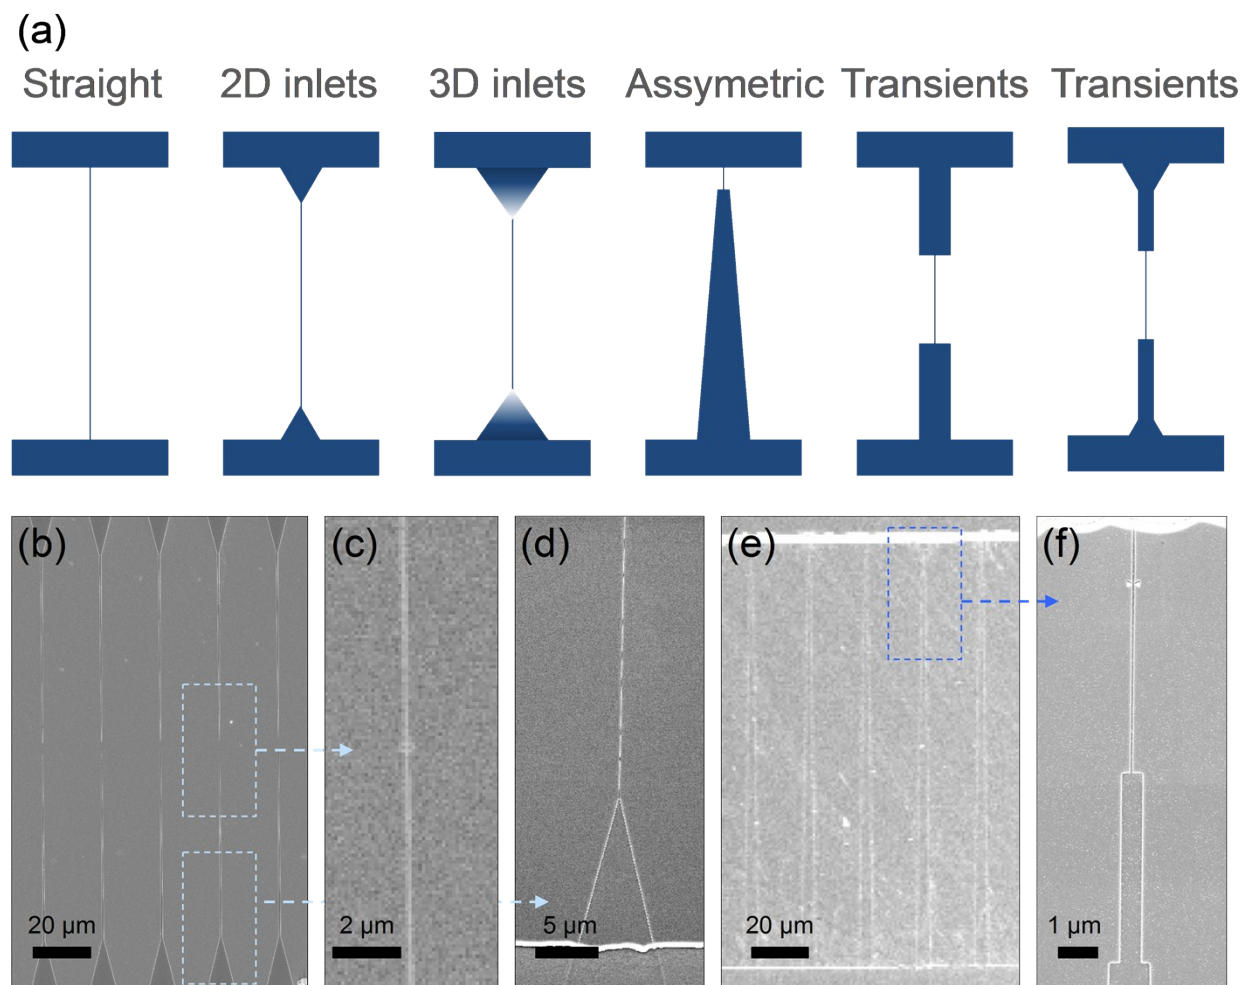 (a)
Straight 2D inlets 3D inlets Assymetric Transients Transients
(b) (c) (d) (e) (f)
20 µm 2 µm 5 µm 20 µm 1 µm